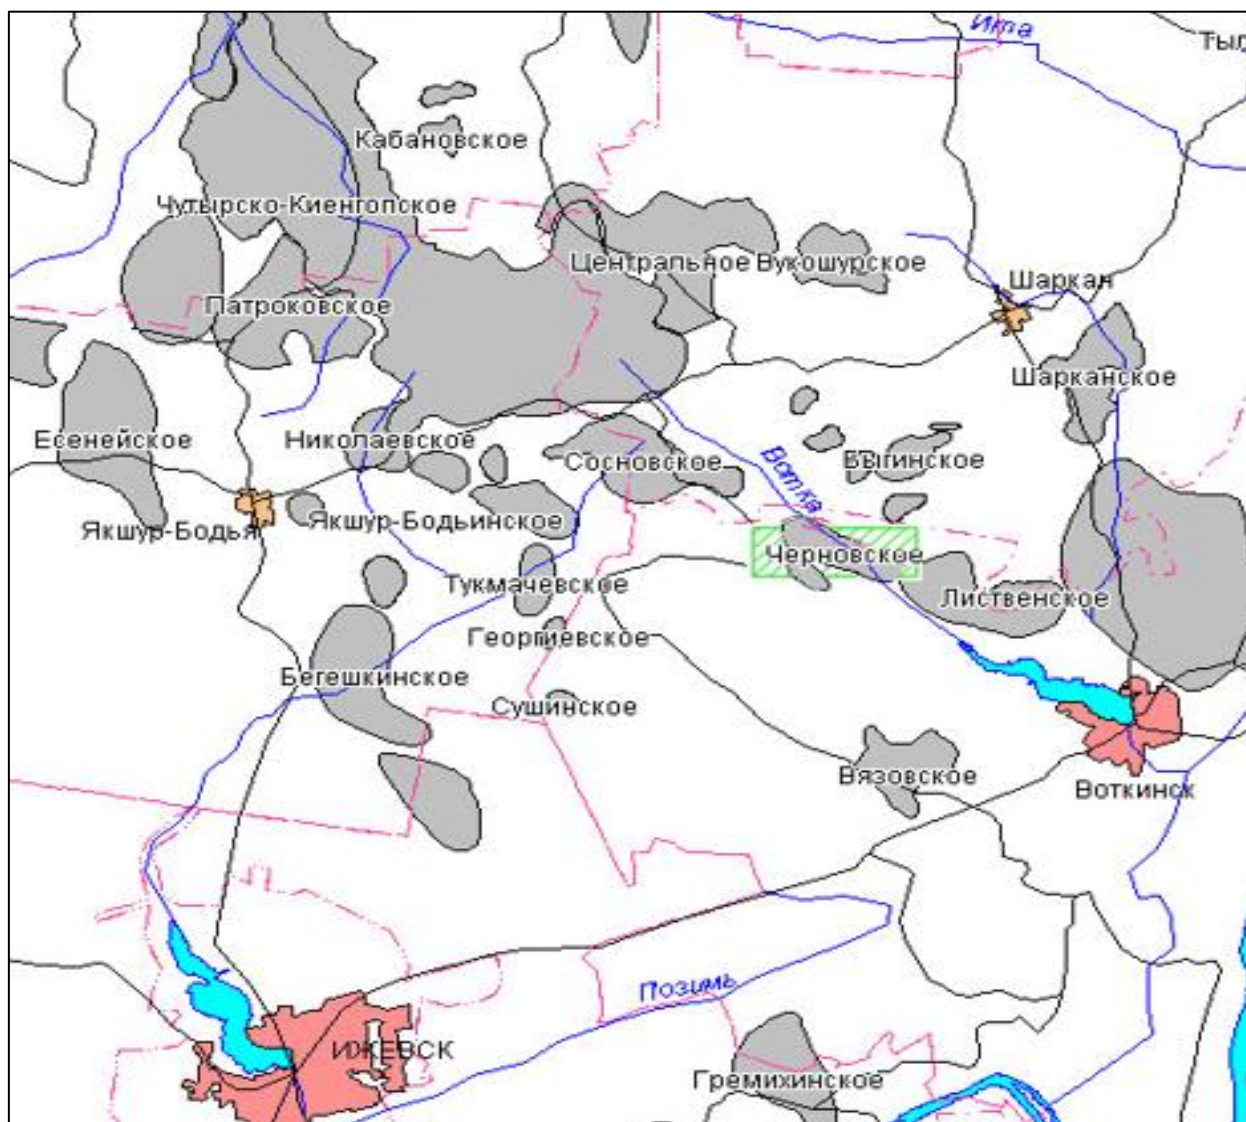 Ита
Кабановское
Чутырско-Киенгопское
Центральное
Вукошурское
Шаркан
Патроковское
Шарканское
Есенейское
Николаевское
Сосновское
Вотка
Быгинское
Якшур-Бодья
Якшур-Бодьинское
Черновское
Тукмачевское
Лиственское
Георгиевское
Бегешкинское
Сушинское
Вязовское
Воткинск
Позимь
ИЖЕВСК
Гремихинское